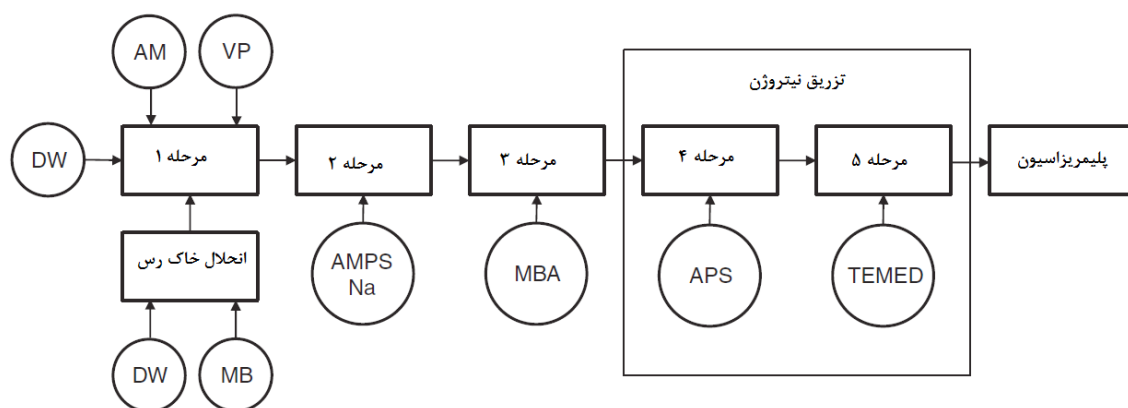 AM
VP
تزریق نیتروژن
DW
مرحله ۱
مرحله ۲
مرحله ۳
مرحله ۴
مرحله ۵
پلیمریزاسیون
انحلال خاک رس
AMPS
Na
MBA
APS
TEMED
DW
MB